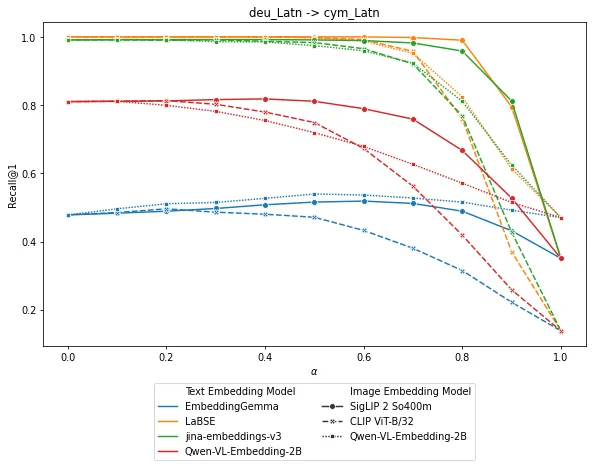 deu_Latn -> cym_Latn
Recall@1
1.0
0.8
0.6
0.4
0.2
0.0 0.2 0.4 0.6 0.8 1.0
α
Text Embedding Model
EmbeddingGemma
LaBSE
jina-embeddings-v3
Qwen-VL-Embedding-2B
Image Embedding Model
SigLIP 2 So400m
CLIP ViT-B/32
Qwen-VL-Embedding-2B